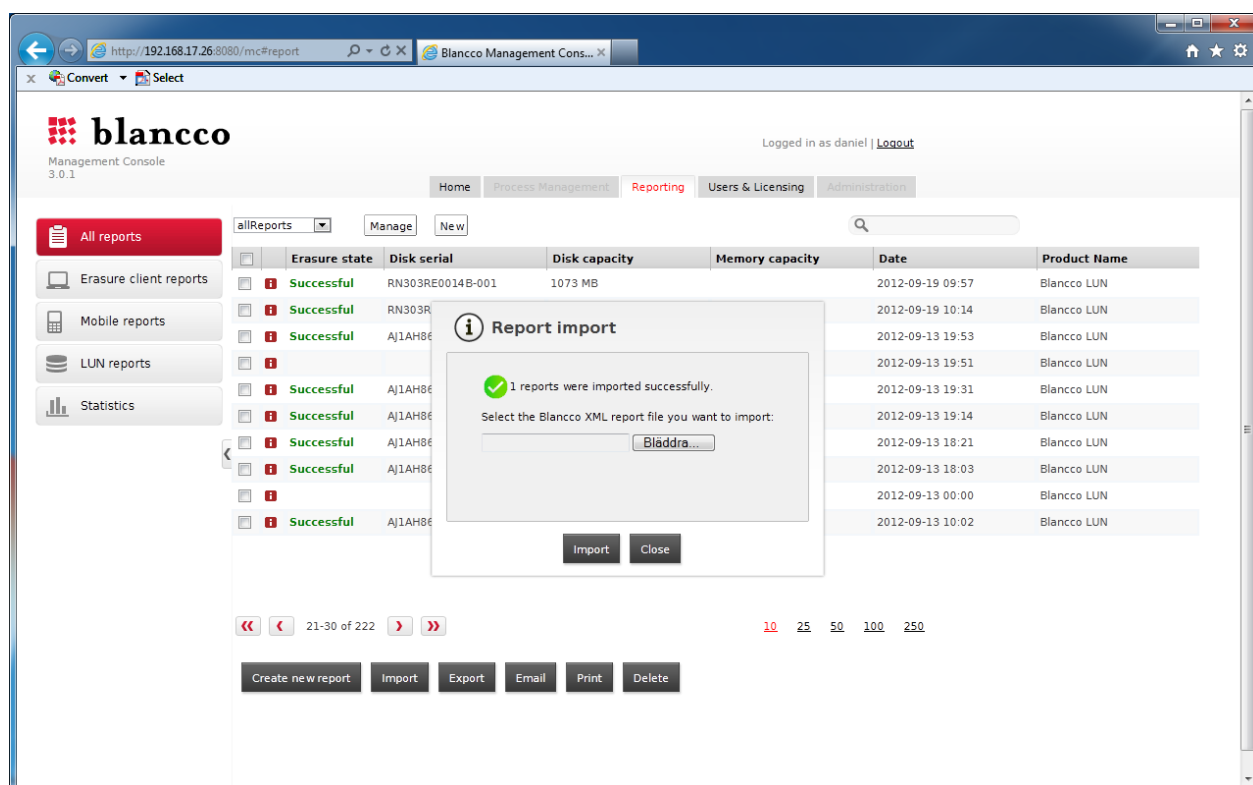 http://192.168.17.26:8080/mc#report
Blancco Management Cons...
x Convert Select
blancco
Management Console
3.0.1
Logged in as daniel | Logout
Home Process Management Reporting Users & Licensing Administration
All reports
Erasure client reports
Mobile reports
LUN reports
Statistics
allReports Manage New
Erasure state Disk serial Disk capacity Memory capacity Date Product Name
Successful RN303RE0014B-001 1073 MB 2012-09-19 09:57 Blancco LUN
Successful RN303R 2012-09-19 10:14 Blancco LUN
Successful AJ1AH86 2012-09-13 19:53 Blancco LUN
2012-09-13 19:51 Blancco LUN
Successful AJ1AH86 2012-09-13 19:31 Blancco LUN
Successful AJ1AH86 2012-09-13 19:14 Blancco LUN
Successful AJ1AH86 2012-09-13 18:21 Blancco LUN
Successful AJ1AH86 2012-09-13 18:03 Blancco LUN
2012-09-13 00:00 Blancco LUN
Successful AJ1AH86 2012-09-13 10:02 Blancco LUN
Report import
1 reports were imported successfully.
Select the Blancco XML report file you want to import:
Bläddra...
Import Close
21-30 of 222
10 25 50 100 250
Create new report Import Export Email Print Delete